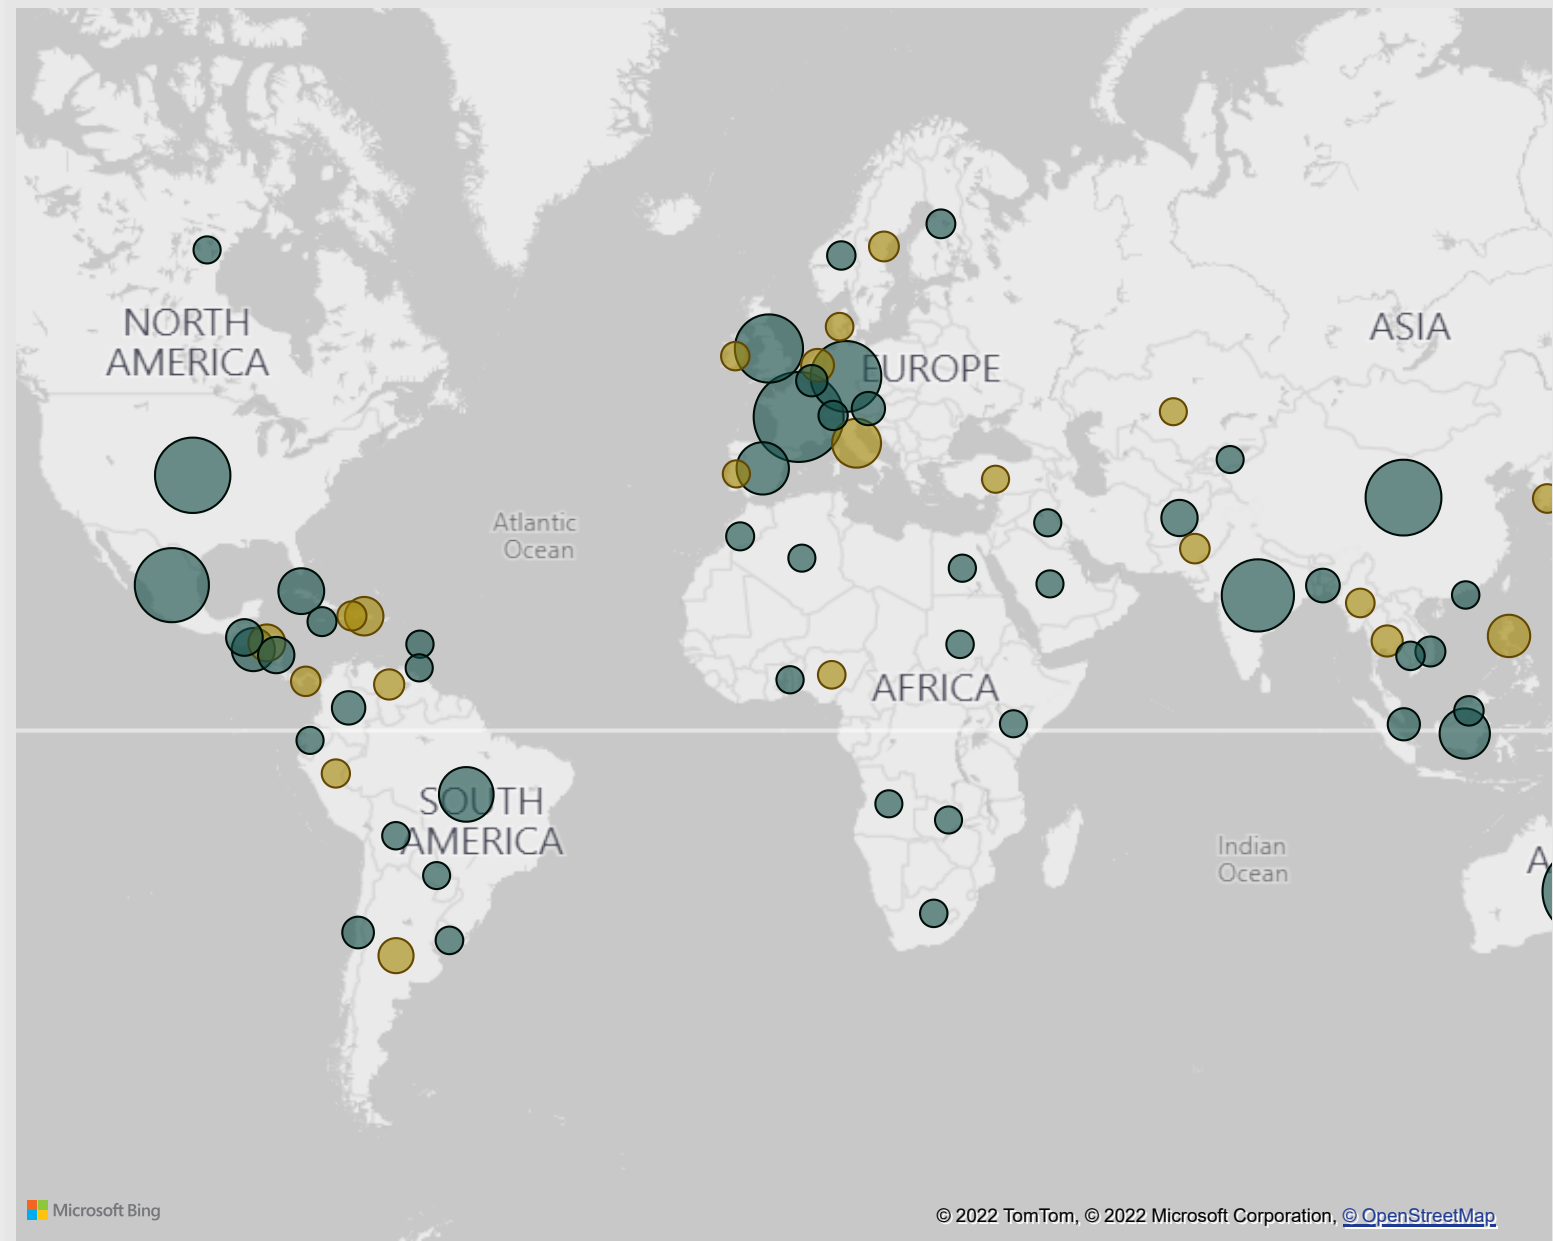 NORTH
AMERICA
EUROPE
ASIA
Atlantic
Ocean
AFRICA
SOUTH
AMERICA
Indian
Ocean
A
Microsoft Bing
© 2022 TomTom, © 2022 Microsoft Corporation, © OpenStreetMap